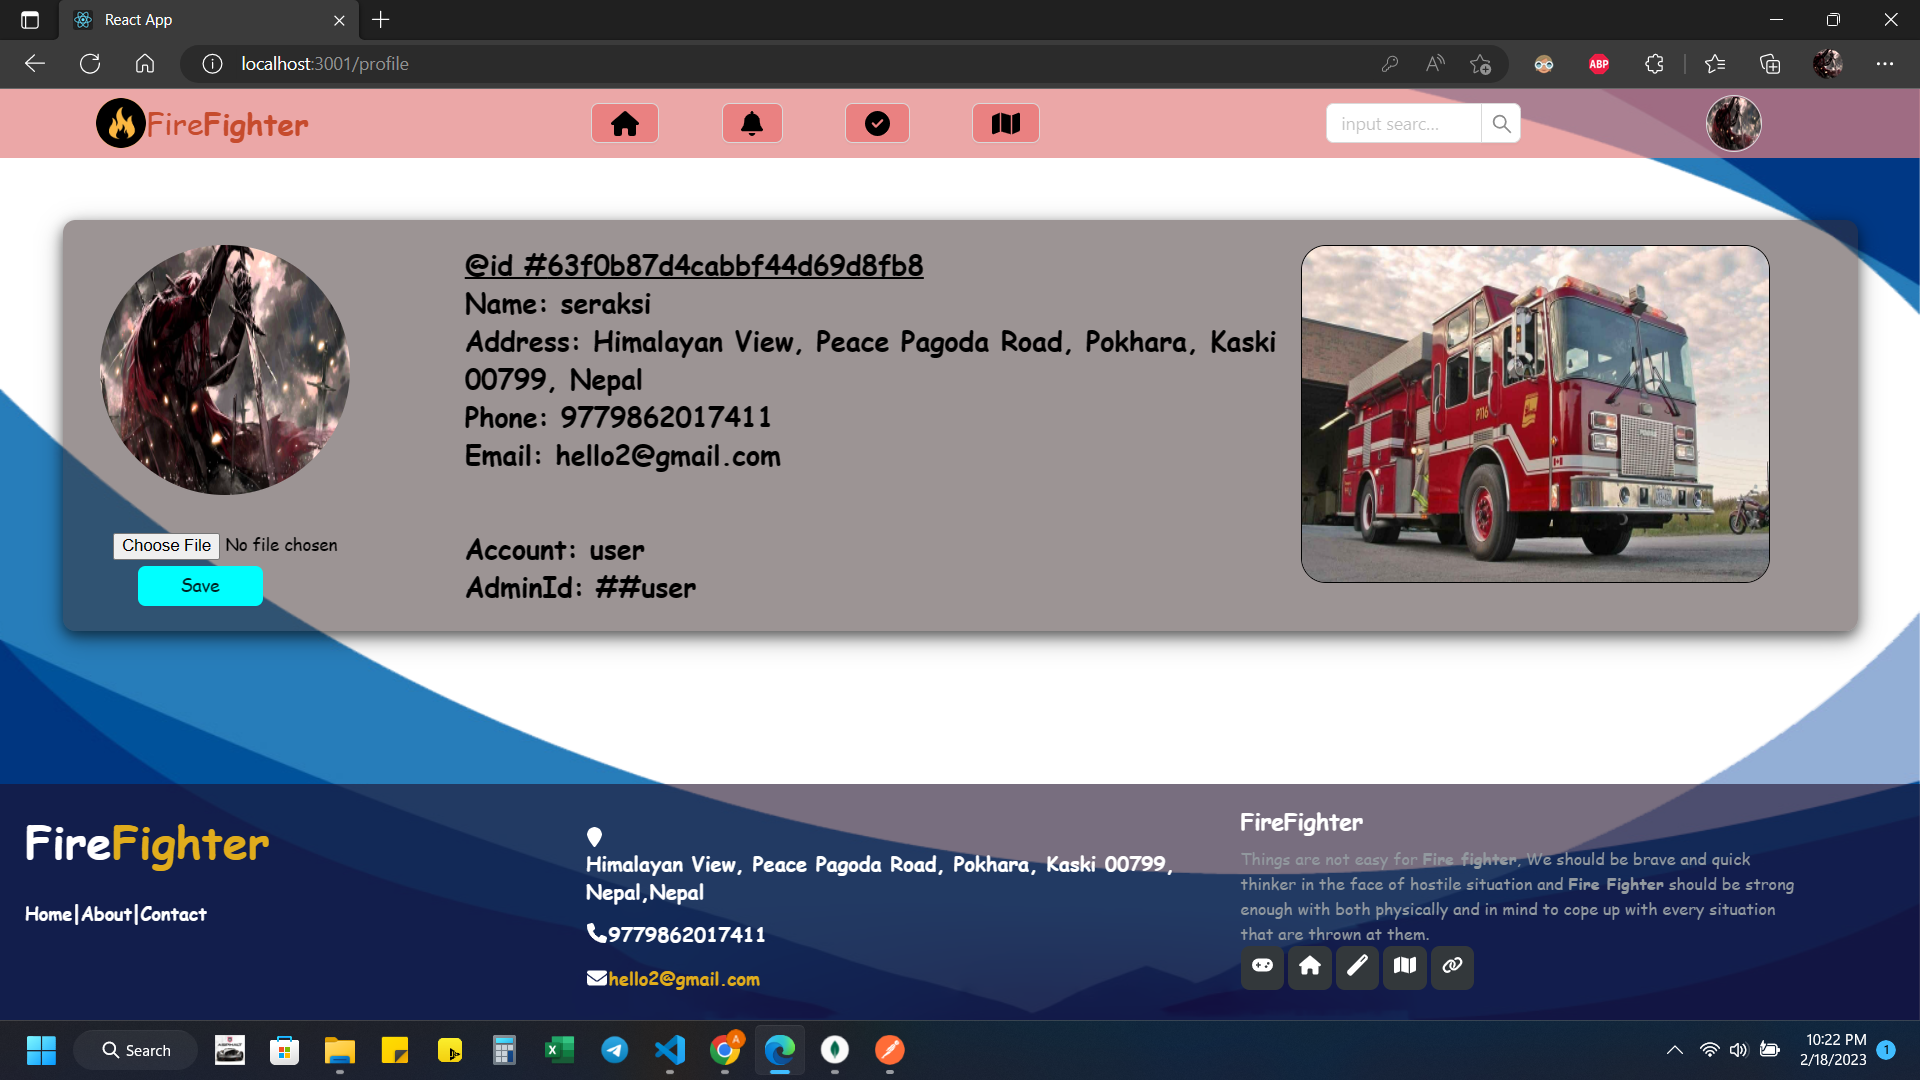 React App
localhost:3001/profile
ABP
FireFighter
input searc...
@id #63f0b87d4cabbf44d69d8fb8
Name: seraksi
Address: Himalayan View, Peace Pagoda Road, Pokhara, Kaski
00799, Nepal
Phone: 9779862017411
Email: hello2@gmail.com
Account: user
AdminId: ##user
Choose File No file chosen
Save
P116
FireFighter
Home|About|Contact
Himalayan View, Peace Pagoda Road, Pokhara, Kaski 00799,
Nepal,Nepal
9779862017411
hello2@gmail.com
FireFighter
Things are not easy for Fire fighter, We should be brave and quick
thinker in the face of hostile situation and Fire Fighter should be strong
enough with both physically and in mind to cope up with every situation
that are thrown at them.
Search
A
10:22 PM
2/18/2023
1